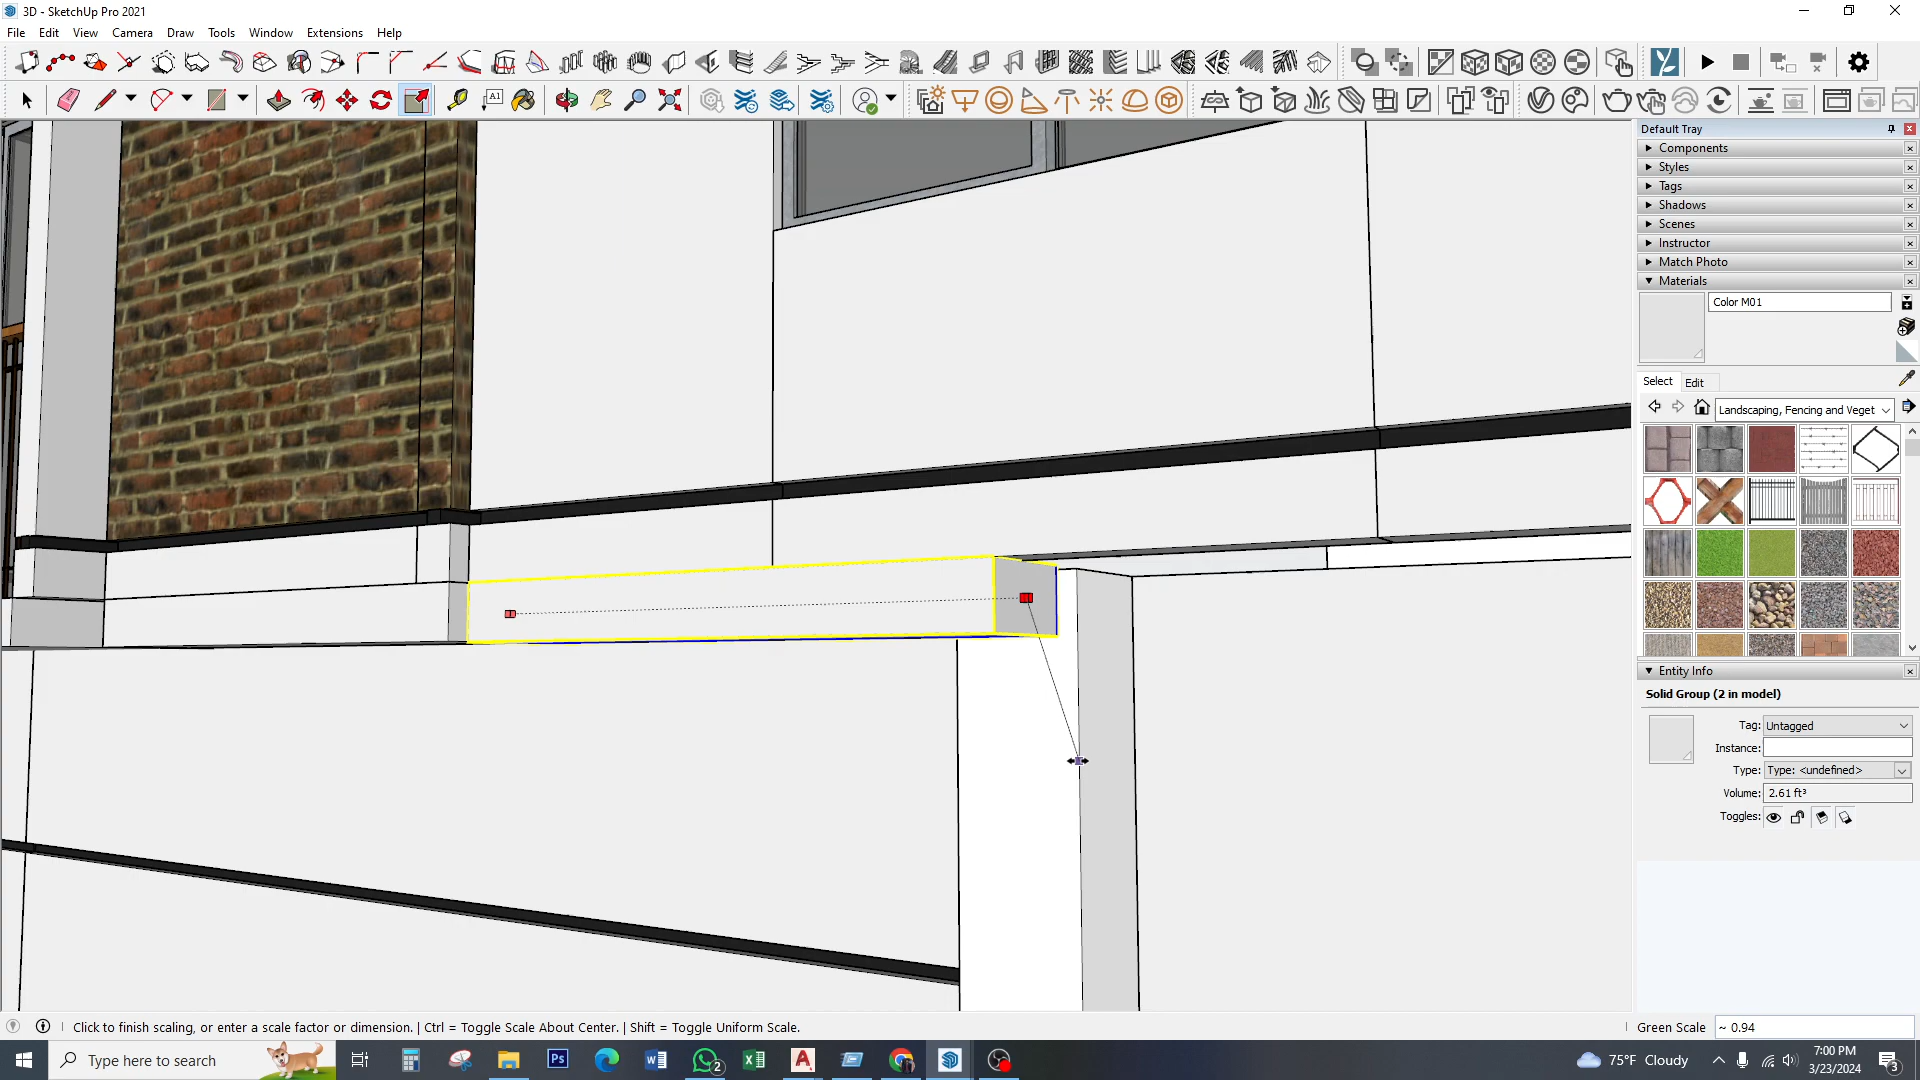 3D - SketchUp Pro 2021
File Edit View Camera Draw Tools Window Extensions Help
A1
Default Tray
Components
Styles
Tags
Shadows
Scenes
Instructor
Match Photo
Materials
Color M01
Select Edit
Landscaping, Fencing and Veget
Entity Info
Solid Group (2 in model)
Tag: Untagged
Instance:
Type: Type: <undefined>
Volume: 2.61 ft³
Toggles:
Click to finish scaling, or enter a scale factor or dimension. | Ctrl = Toggle Scale About Center. | Shift = Toggle Uniform Scale.
Green Scale ~ 0.94
Type here to search
Ps
2
75°F Cloudy
7:00 PM
3/23/2024
3